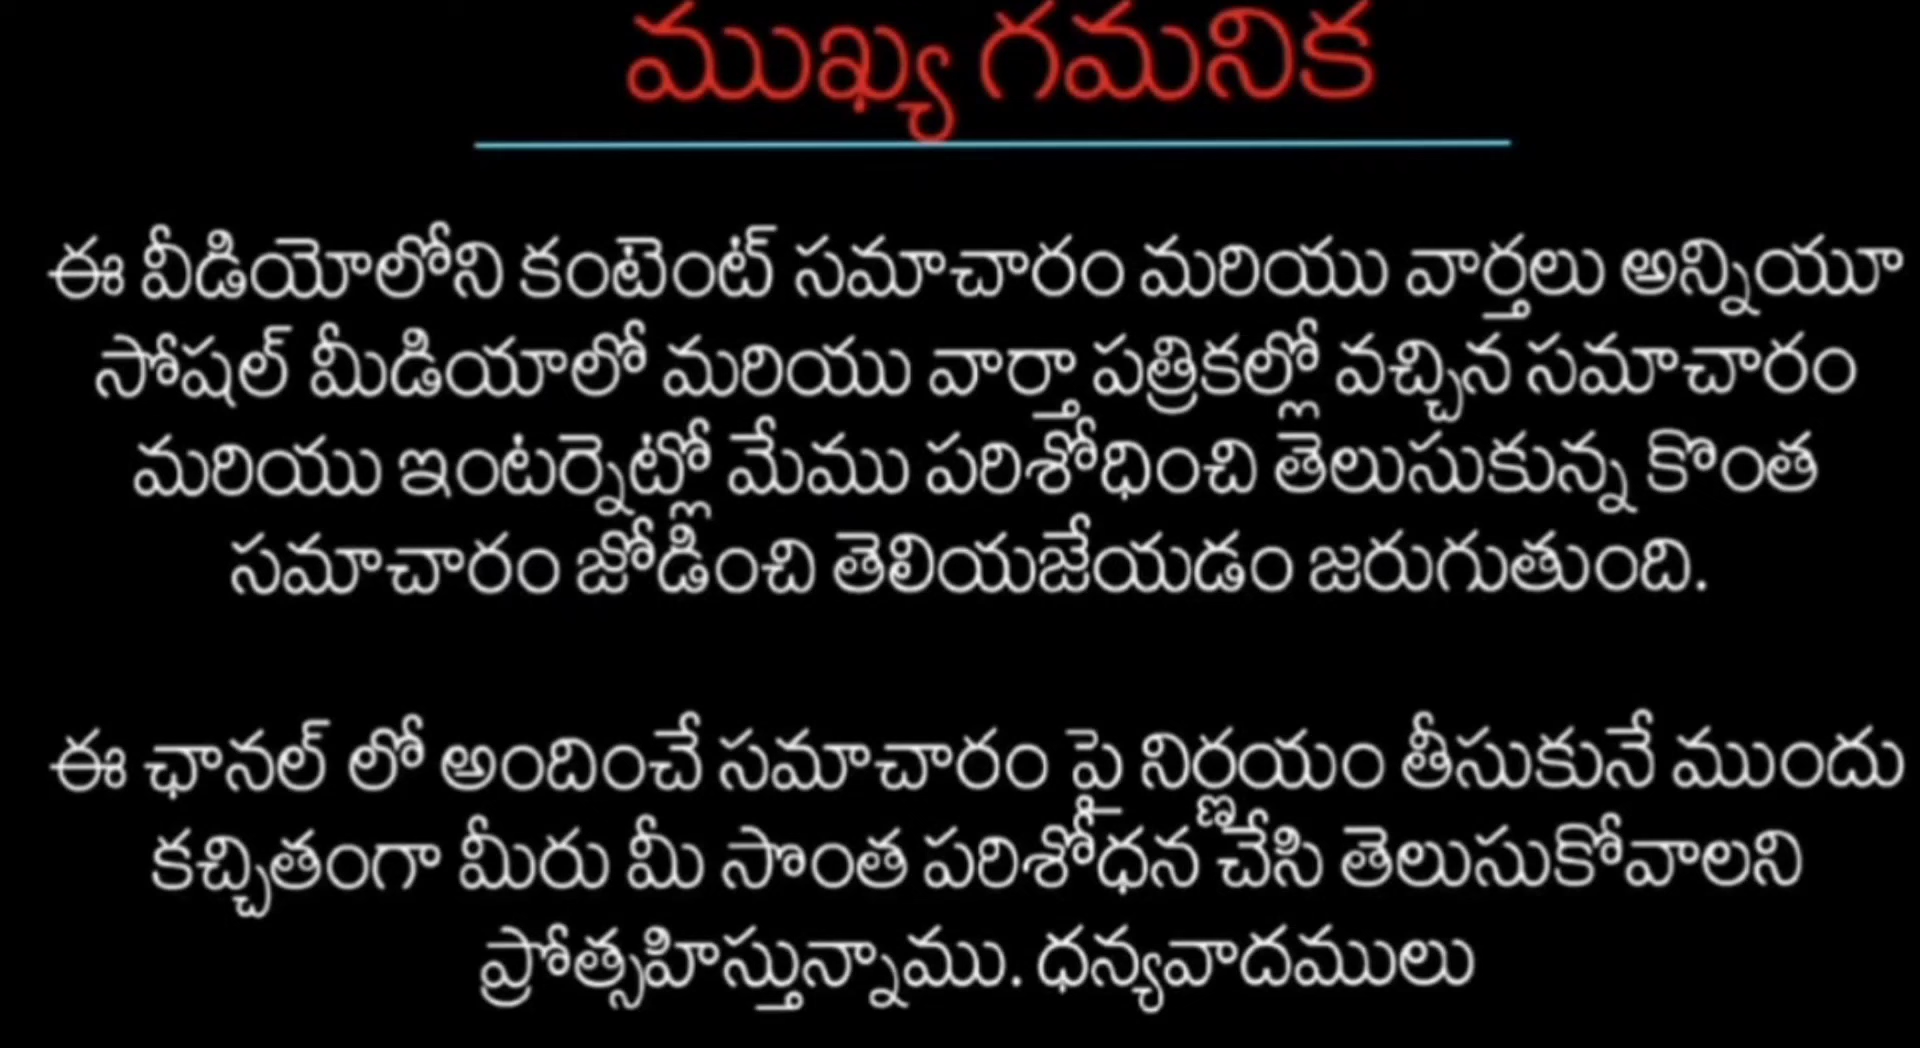 ముఖ్య గమనిక
ఈ వీడియోలోని కంటెంట్ సమాచారం మరియు వార్తలు అన్నియూ
సోషల్ మీడియాలో మరియు వార్తా పత్రికల్లో వచ్చిన సమాచారం
మరియు ఇంటర్నెట్లో మేము పరిశోధించి తెలుసుకున్న కొంత
సమాచారం జోడించి తెలియజేయడం జరుగుతుంది.
ఈ ఛానల్ లో అందించే సమాచారం పై నిర్ణయం తీసుకునే ముందు
కచ్చితంగా మీరు మీ సొంత పరిశోధన చేసి తెలుసుకోవాలని
ప్రోత్సహిస్తున్నాము. ధన్యవాదములు